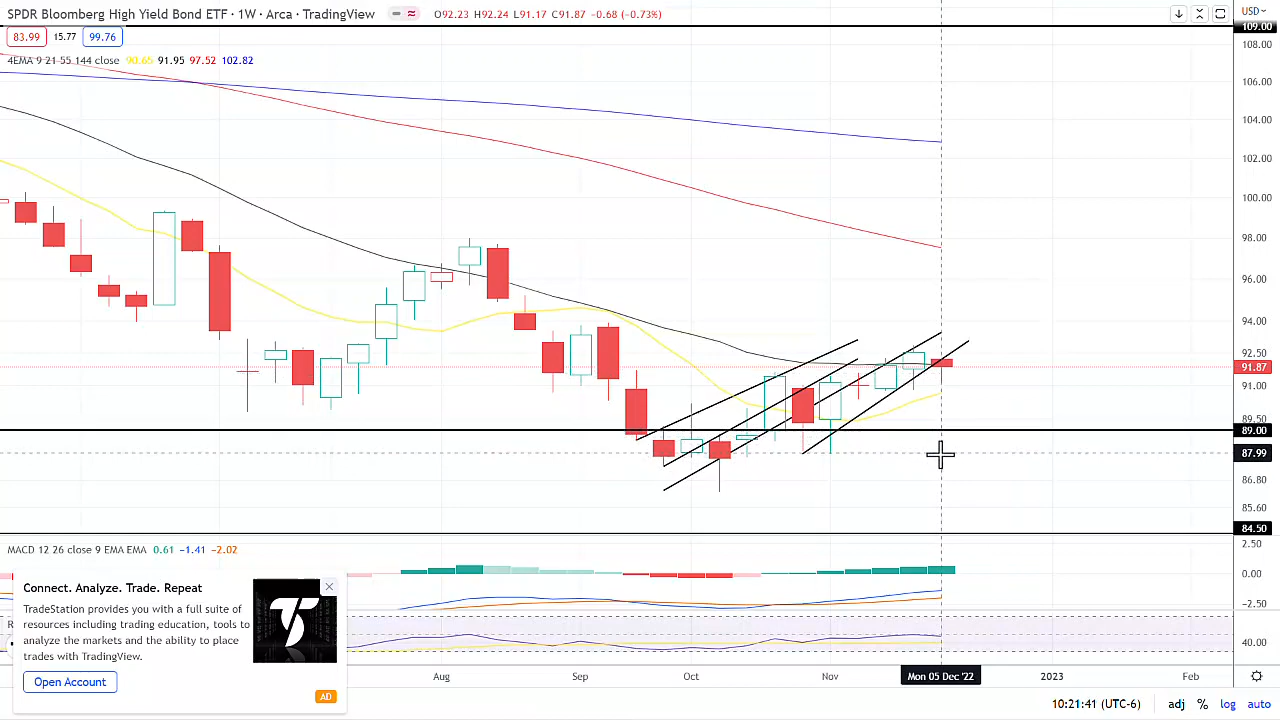 SPDR Bloomberg High Yield Bond ETF · 1W · Arca · TradingView O92.23 H92.24 L91.17 C91.87 −0.68 (−0.73%) USD
83.99 15.77 99.76
4EMA 9 21 55 144 close 90.65 91.95 97.52 102.82
109.00
108.00
106.00
104.00
102.00
100.00
98.00
96.00
94.00
92.50
91.87
91.00
89.50
89.00
87.99
86.80
85.60
84.50
MACD 12 26 close 9 EMA EMA 0.61 −1.41 −2.02
2.50
0.00
−2.50
40.00
Connect. Analyze. Trade. Repeat
TradeStation provides you with a full suite of
resources including trading education, tools to
analyze the markets and the ability to place
trades with TradingView.
Open Account
AD
Aug Sep Oct Nov Mon 05 Dec '22 2023 Feb
10:21:41 (UTC-6) adj % log auto